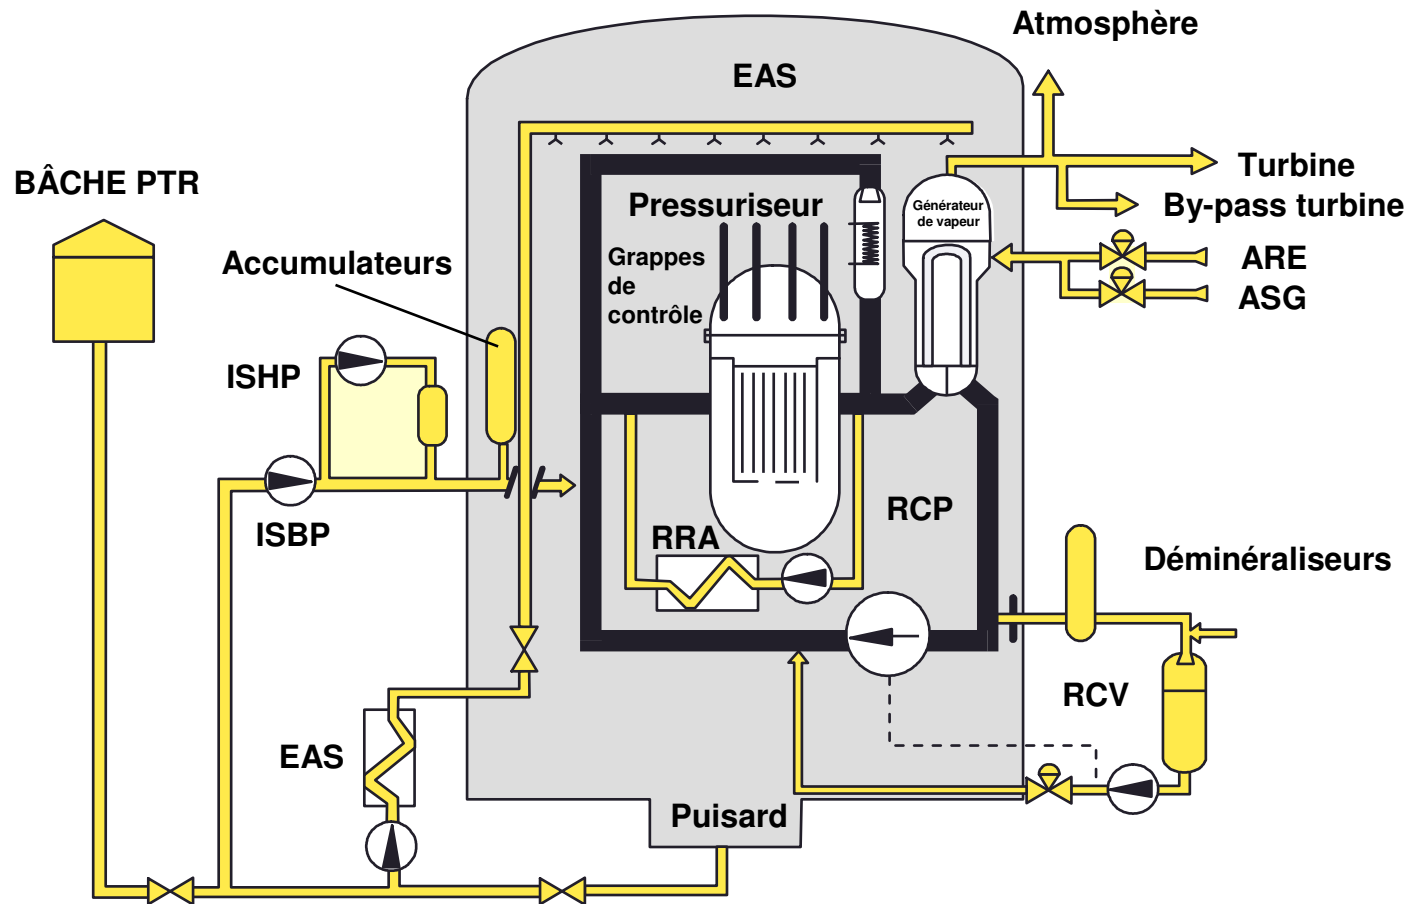 Atmosphère
EAS
BÂCHE PTR
Turbine
Pressuriseur
Générateur
de vapeur
By-pass turbine
Accumulateurs
Grappes
de
contrôle
ARE
ASG
ISHP
RCP
ISBP
RRA
Déminéraliseurs
RCV
EAS
Puisard